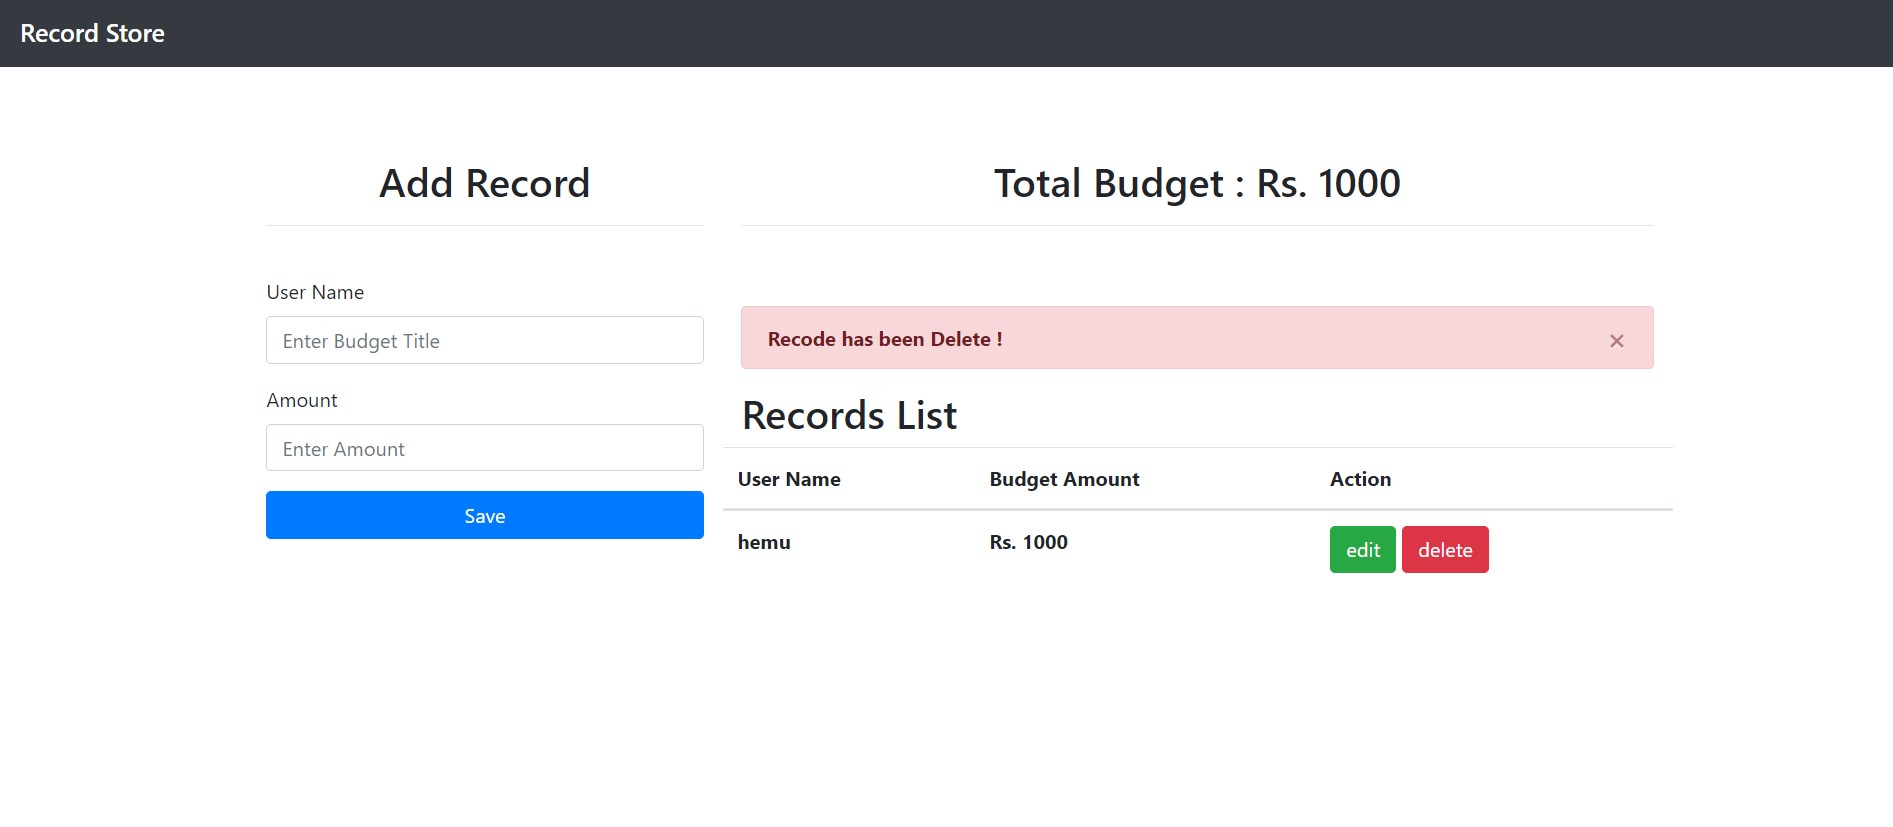 Record Store
Add Record
User Name
Enter Budget Title
Amount
Enter Amount
Save
Total Budget : Rs. 1000
Recode has been Delete ! ×
Records List
User Name Budget Amount Action
hemu Rs. 1000 edit delete